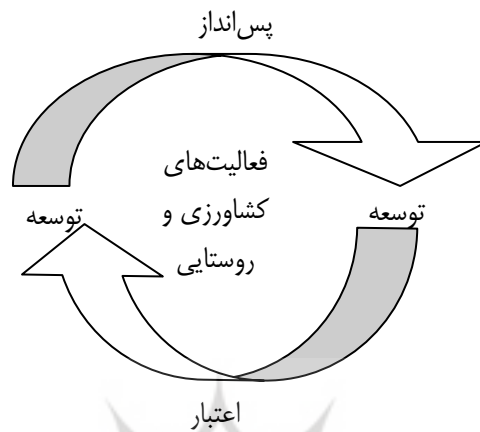 پس‌انداز
فعالیت‌های
کشاورزی و
روستایی
توسعه
توسعه
اعتبار